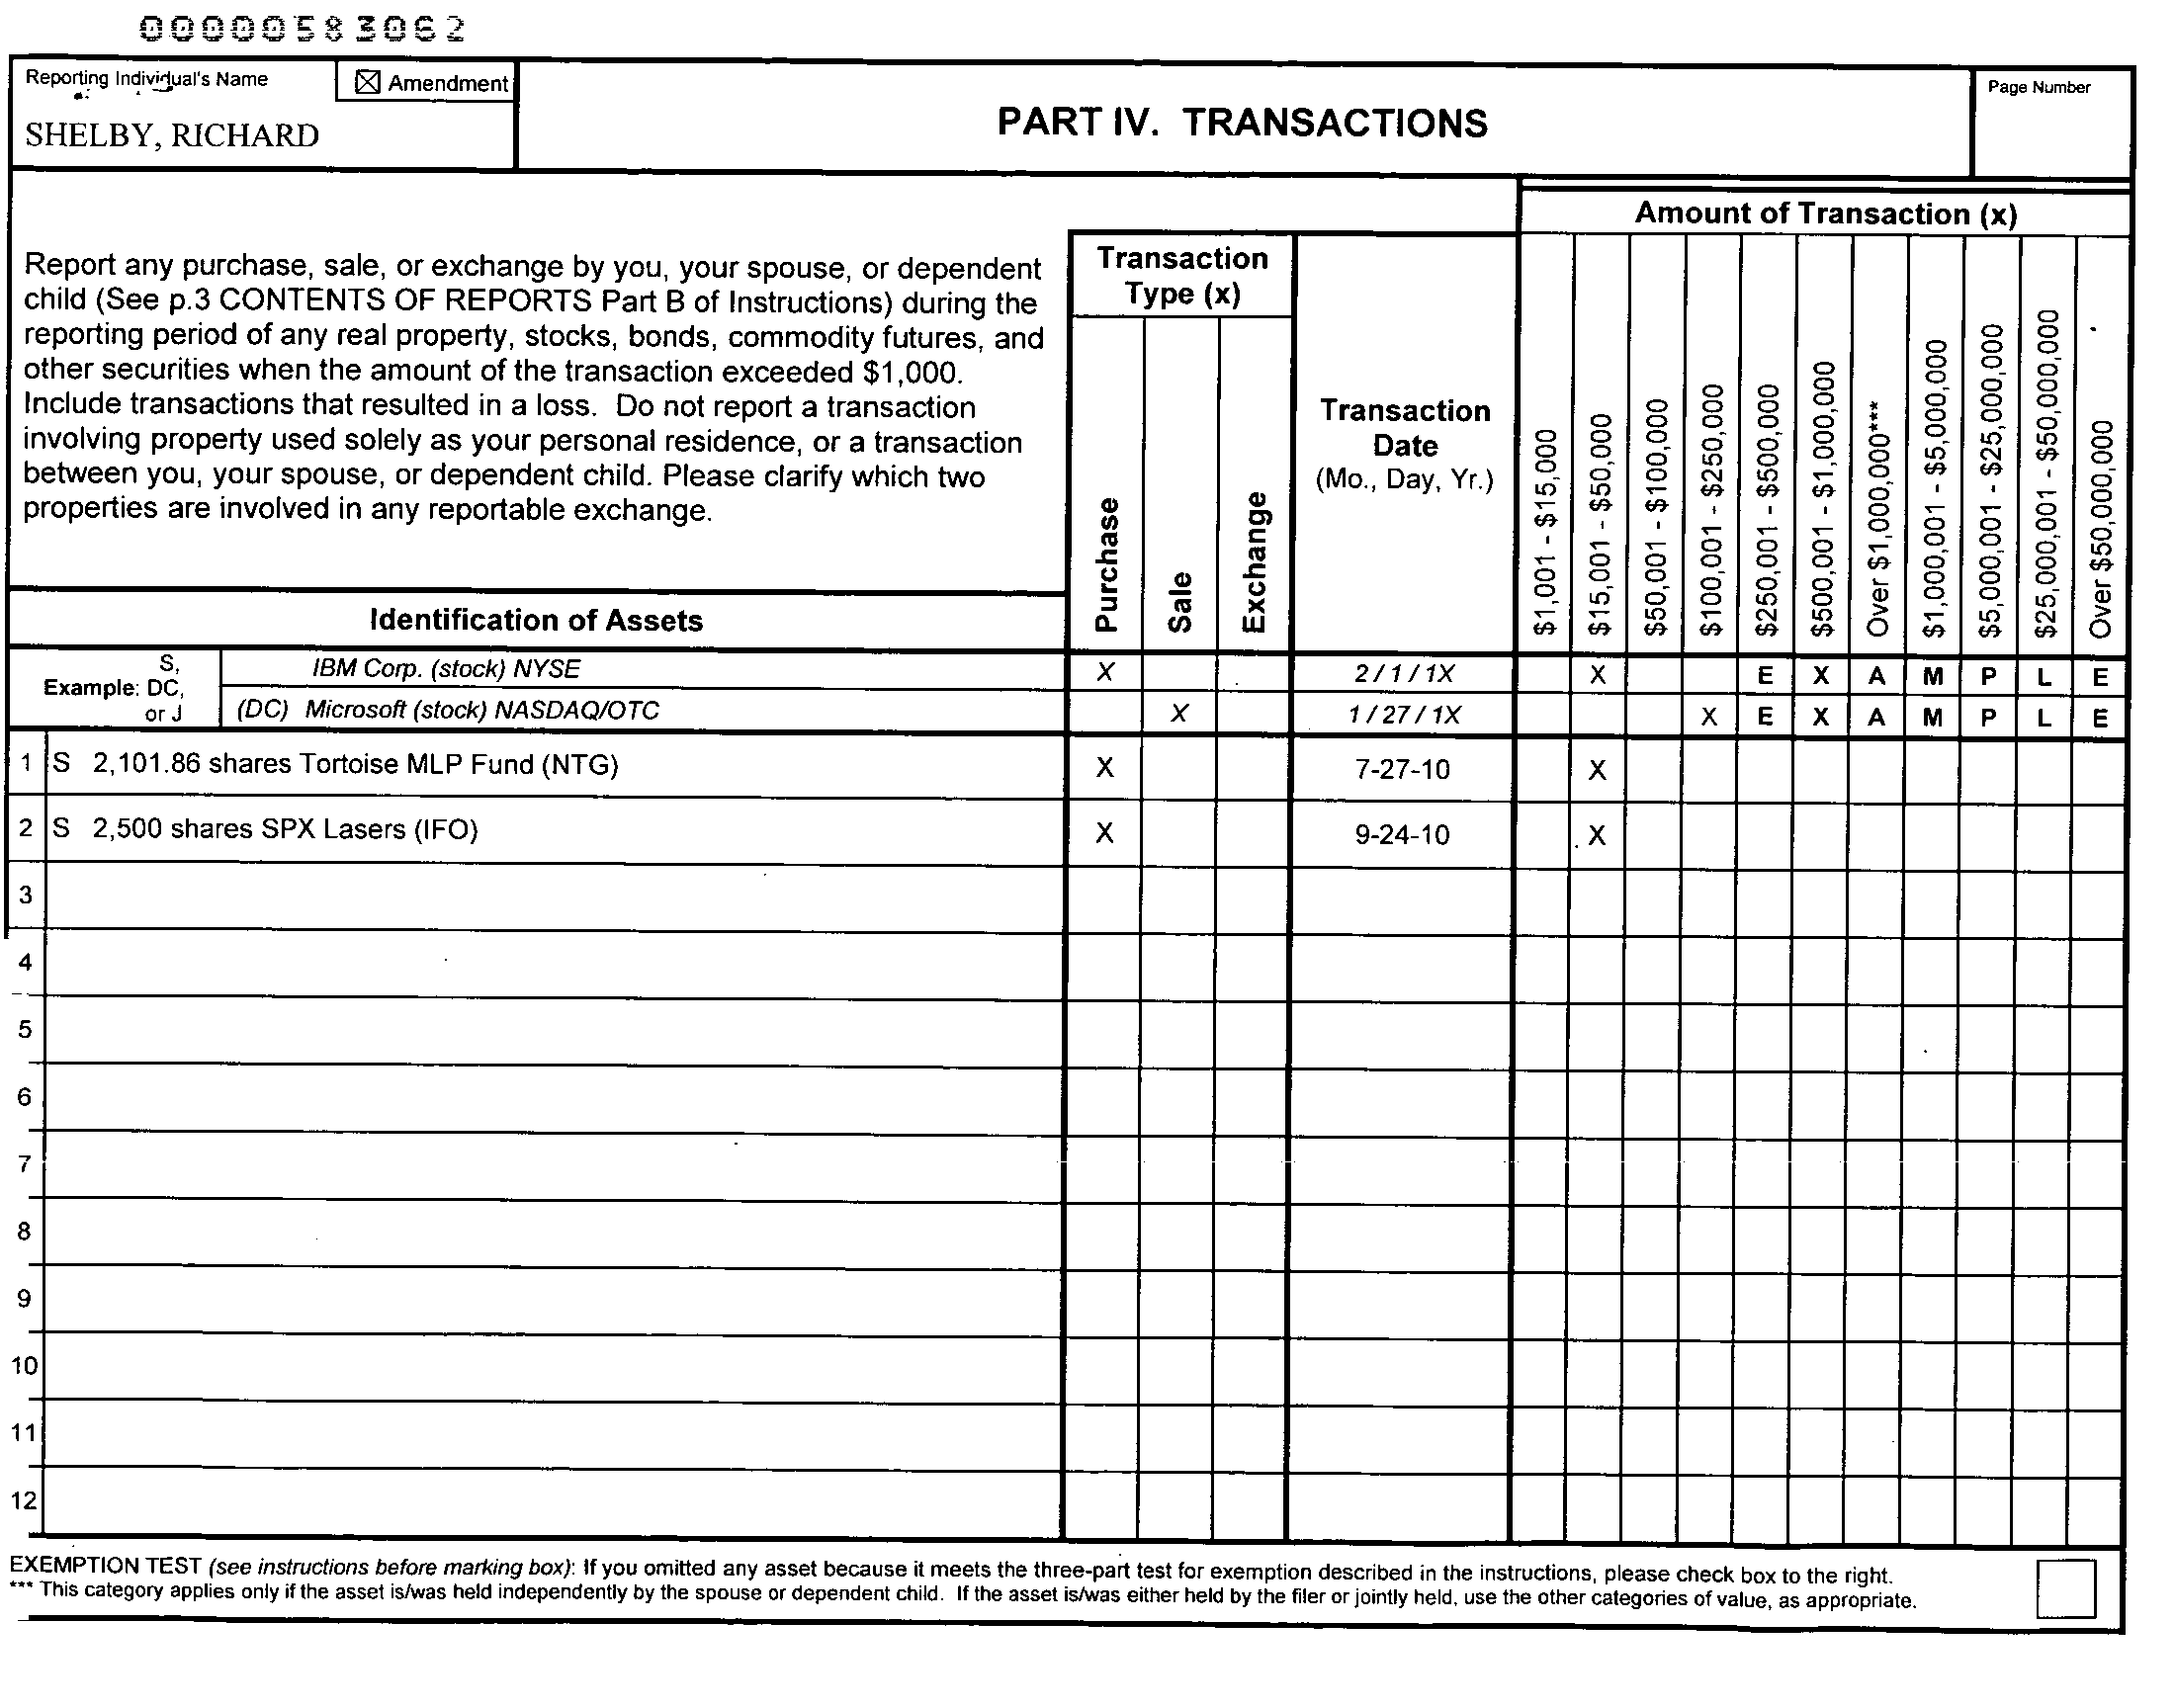 00000583062
Reporting Individual's Name
☒ Amendment
SHELBY, RICHARD
PART IV. TRANSACTIONS
Page Number
Amount of Transaction (x)
Report any purchase, sale, or exchange by you, your spouse, or dependent
child (See p.3 CONTENTS OF REPORTS Part B of Instructions) during the
reporting period of any real property, stocks, bonds, commodity futures, and
other securities when the amount of the transaction exceeded $1,000.
Include transactions that resulted in a loss. Do not report a transaction
involving property used solely as your personal residence, or a transaction
between you, your spouse, or dependent child. Please clarify which two
properties are involved in any reportable exchange.
Transaction
Type (x)
Purchase
Sale
Exchange
Transaction
Date
(Mo., Day, Yr.)
$1,001 - $15,000
$15,001 - $50,000
$50,001 - $100,000
$100,001 - $250,000
$250,001 - $500,000
$500,001 - $1,000,000
Over $1,000,000***
$1,000,001 - $5,000,000
$5,000,001 - $25,000,000
$25,000,001 - $50,000,000
Over $50,000,000
Identification of Assets
Example: S, DC, or J
IBM Corp. (stock) NYSE X 2 / 1 / 1X X E X A M P L E
(DC) Microsoft (stock) NASDAQ/OTC X 1 / 27 / 1X X E X A M P L E
1 S 2,101.86 shares Tortoise MLP Fund (NTG) X 7-27-10 X
2 S 2,500 shares SPX Lasers (IFO) X 9-24-10 X
3
4
5
6
7
8
9
10
11
12
EXEMPTION TEST (see instructions before marking box): If you omitted any asset because it meets the three-part test for exemption described in the instructions, please check box to the right.
*** This category applies only if the asset is/was held independently by the spouse or dependent child. If the asset is/was either held by the filer or jointly held, use the other categories of value, as appropriate.